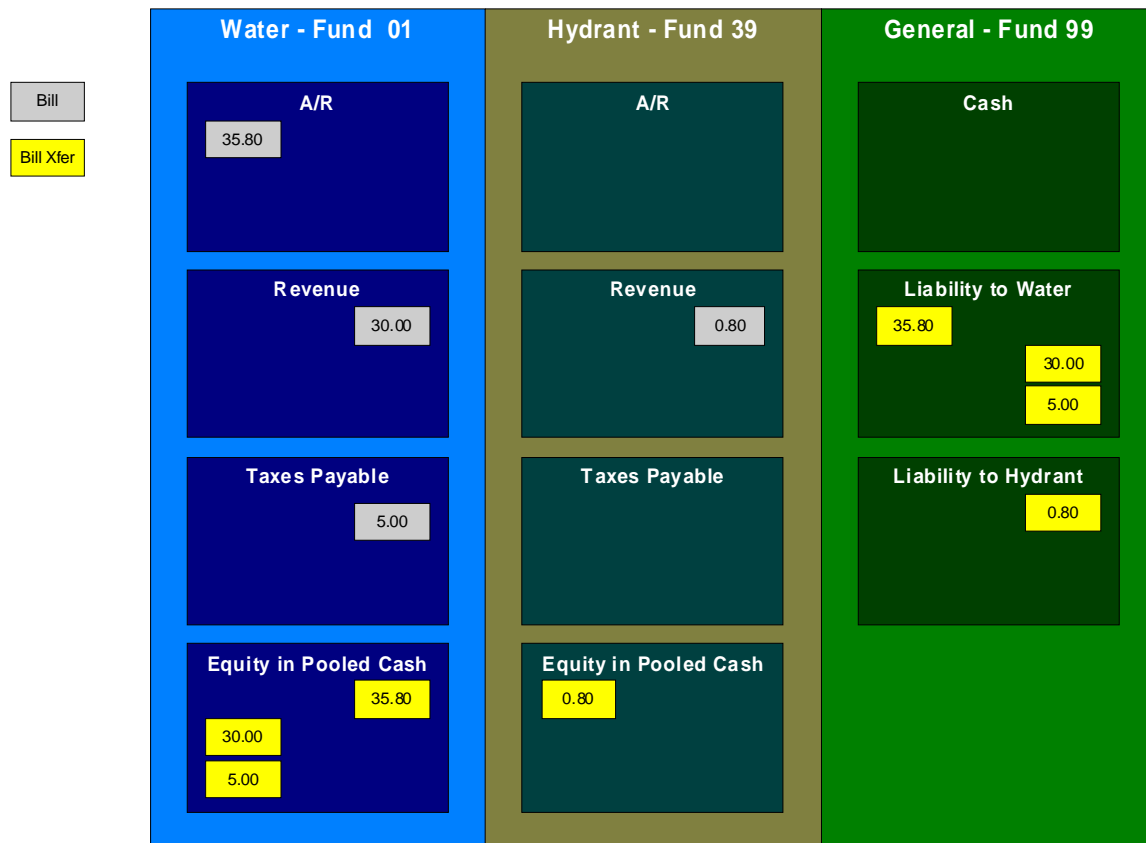 Water - Fund 01
Hydrant - Fund 39
General - Fund 99
Bill
Bill Xfer
A/R
35.80
A/R
Cash
Revenue
30.00
Revenue
0.80
Liability to Water
35.80
30.00
5.00
Taxes Payable
5.00
Taxes Payable
Liability to Hydrant
0.80
Equity in Pooled Cash
35.80
30.00
5.00
Equity in Pooled Cash
0.80